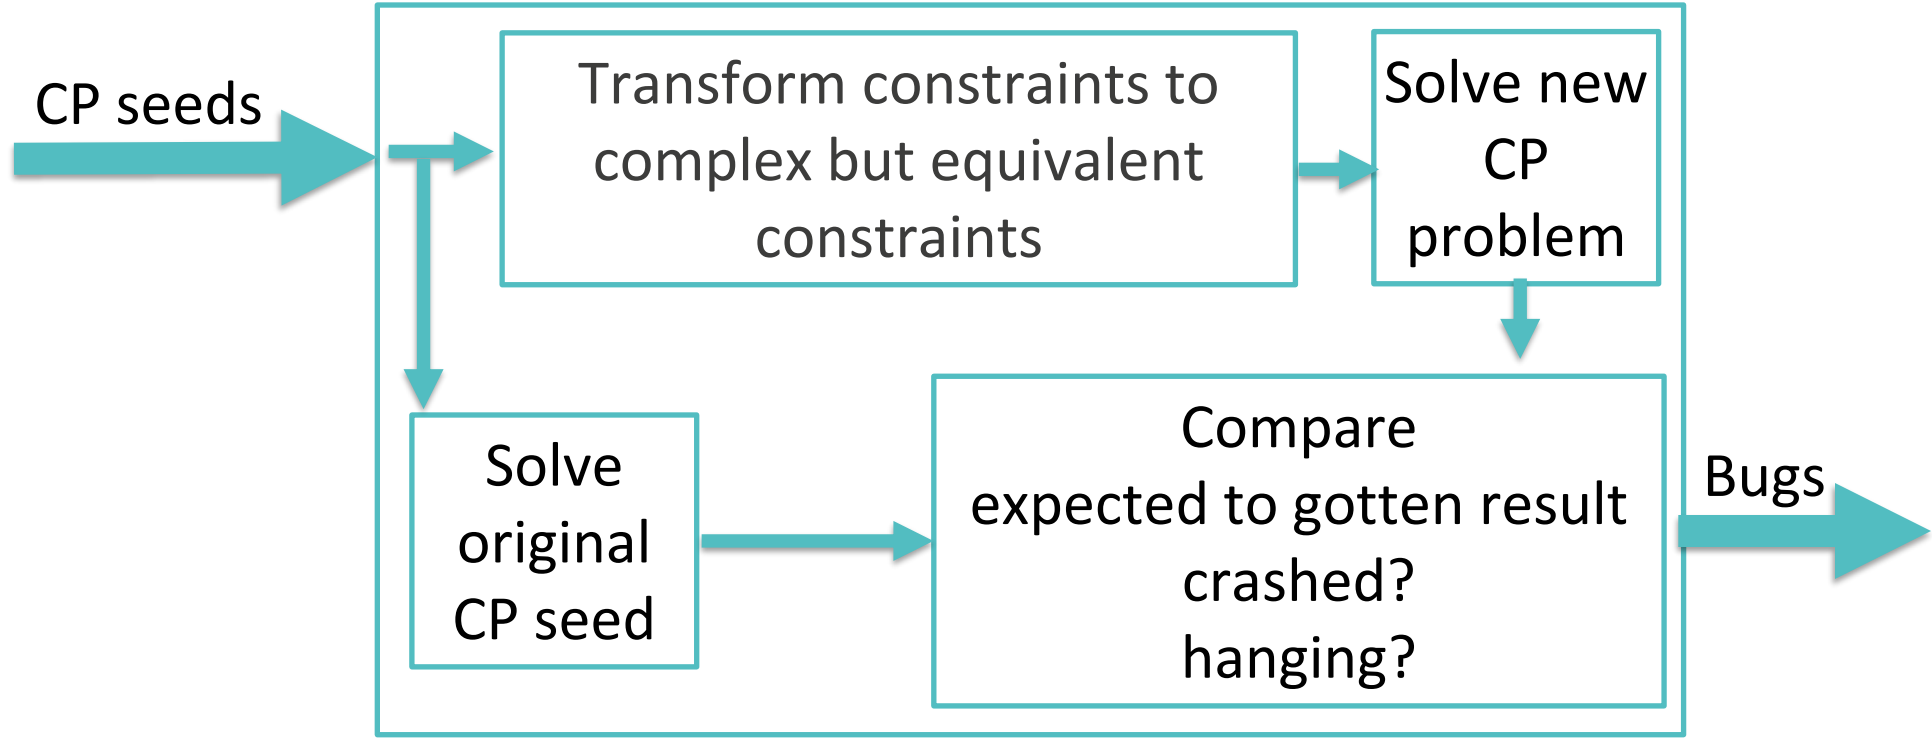 CP seeds
Transform constraints to
complex but equivalent
constraints
Solve new
CP
problem
Solve
original
CP seed
Compare
expected to gotten result
crashed?
hanging?
Bugs